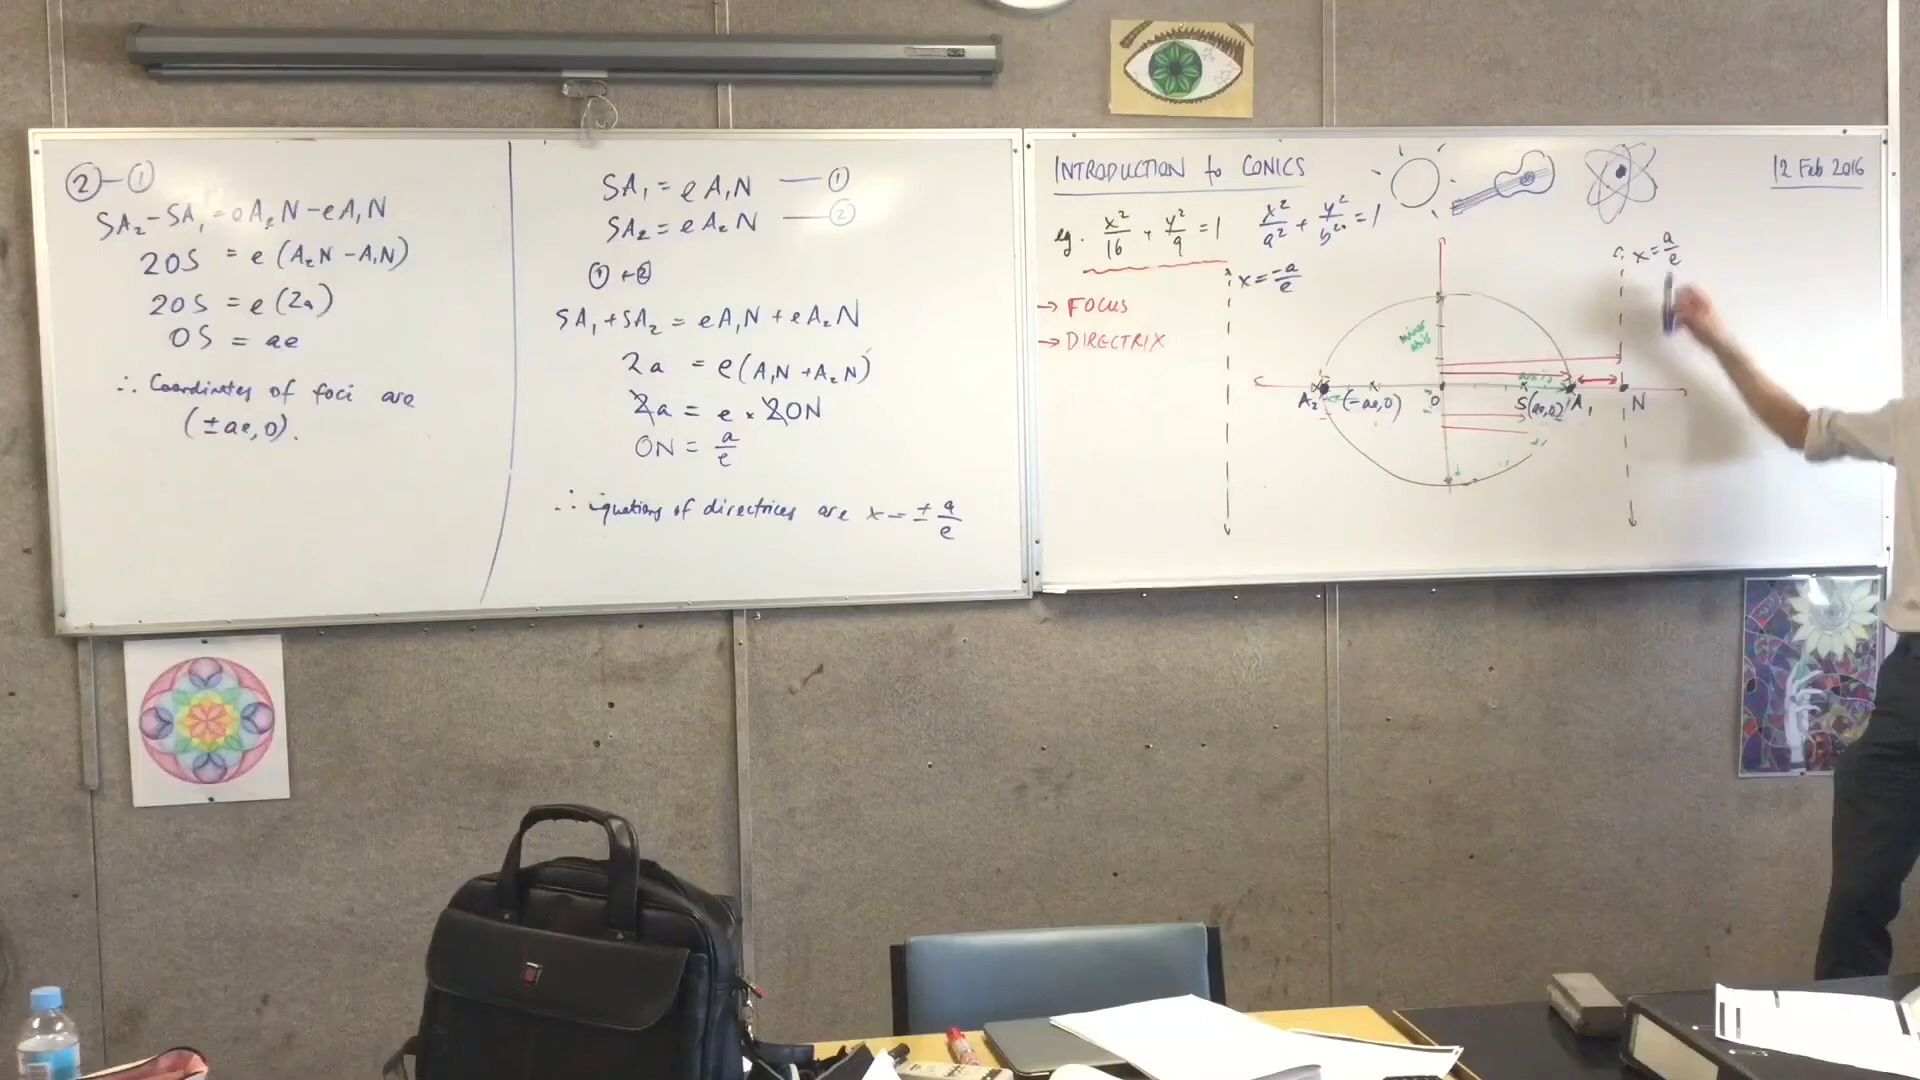 ② – ①
SA₂ – SA₁ = eA₂N – eA₁N
2OS = e (A₂N – A₁N)
2OS = e (2a)
OS = ae
∴ Coordinates of foci are
(±ae, 0).
SA₁ = eA₁N —— ①
SA₂ = eA₂N —— ②
① + ②
SA₁ + SA₂ = eA₁N + eA₂N
2a = e(A₁N + A₂N)
2a = e × 2ON
ON = a/e
∴ equations of directrices are x = ± a/e
INTRODUCTION to CONICS
12 Feb 2016
eg. x²/16 + y²/9 = 1
x²/a² + y²/b² = 1
x = -a/e
x = a/e
→ FOCUS
→ DIRECTRIX
minor
axis
axis
A₂ (-ae, 0) O S(ae, 0) A₁ N